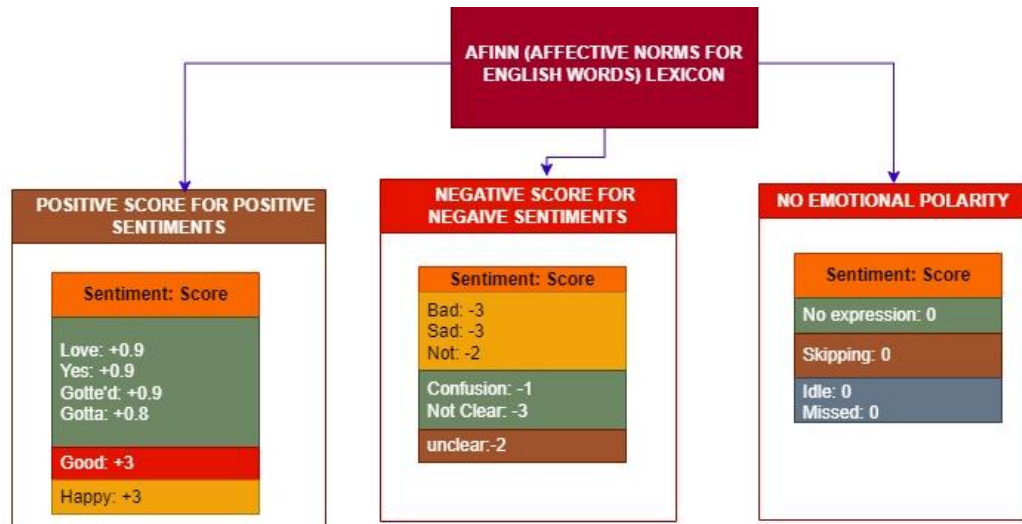 AFINN (AFFECTIVE NORMS FOR
ENGLISH WORDS) LEXICON
POSITIVE SCORE FOR POSITIVE
SENTIMENTS
Sentiment: Score
Love: +0.9
Yes: +0.9
Gotte'd: +0.9
Gotta: +0.8
Good: +3
Happy: +3
NEGATIVE SCORE FOR
NEGAIVE SENTIMENTS
Sentiment: Score
Bad: -3
Sad: -3
Not: -2
Confusion: -1
Not Clear: -3
unclear:-2
NO EMOTIONAL POLARITY
Sentiment: Score
No expression: 0
Skipping: 0
Idle: 0
Missed: 0